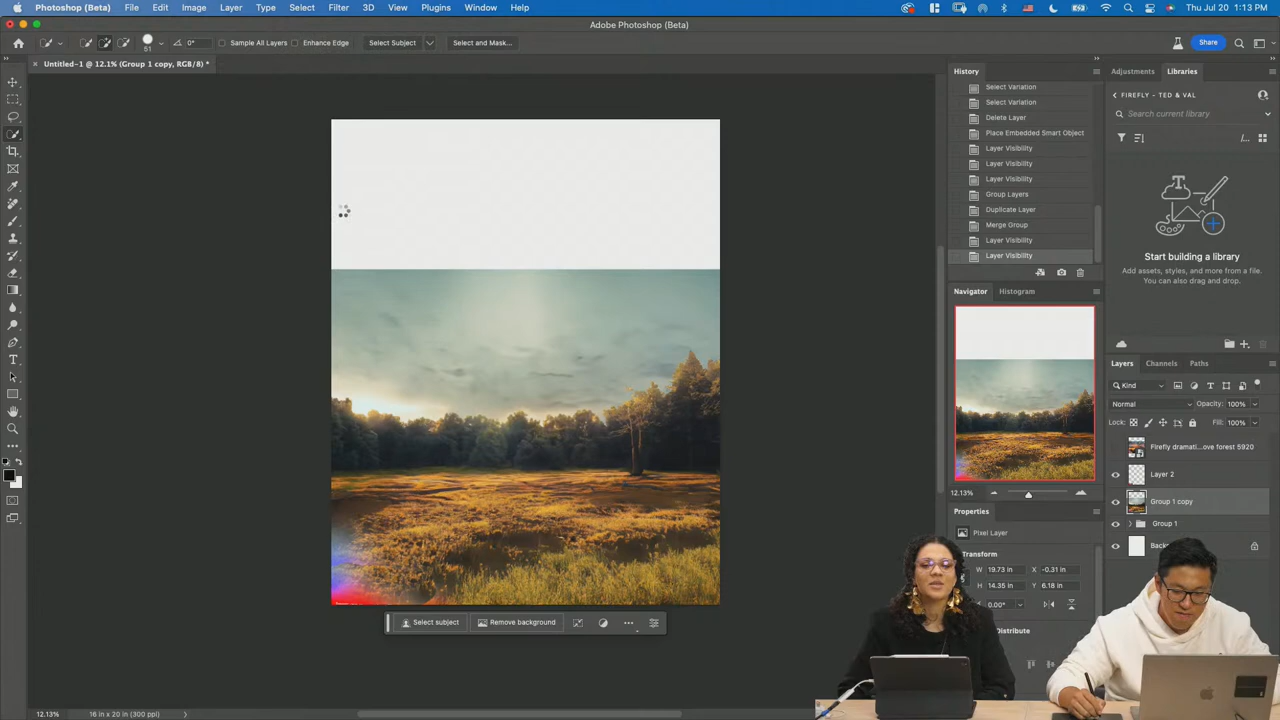 Photoshop (Beta) File Edit Image Layer Type Select Filter 3D View Plugins Window Help Thu Jul 20 1:13 PM
Adobe Photoshop (Beta)
51 0° Sample All Layers Enhance Edge Select Subject Select and Mask... Share
Untitled-1 @ 12.1% (Group 1 copy, RGB/8) *
History
Select Variation
Select Variation
Delete Layer
Place Embedded Smart Object
Layer Visibility
Layer Visibility
Layer Visibility
Group Layers
Duplicate Layer
Merge Group
Layer Visibility
Layer Visibility
Navigator Histogram
12.13%
Properties
Pixel Layer
Transform
W 19.73 in X -0.31 in
H 14.35 in Y 6.18 in
0.00°
Distribute
Adjustments Libraries
FIREFLY - TED & VAL
Search current library
Start building a library
Add assets, styles, and more from a file.
You can also drag and drop.
Layers Channels Paths
Kind
Normal Opacity: 100%
Lock: Fill: 100%
Firefly dramati...ove forest 5920
Layer 2
Group 1 copy
Group 1
Select subject Remove background
12.13% 16 in x 20 in (300 ppi)